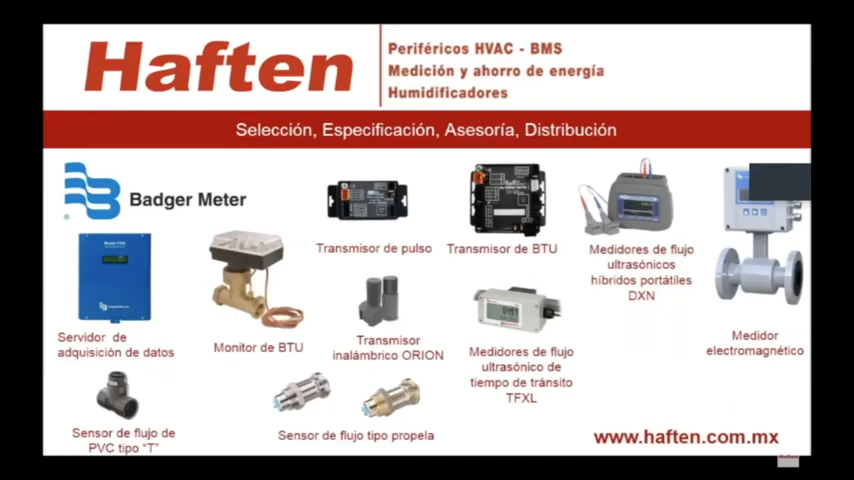 Haften
Periféricos HVAC - BMS
Medición y ahorro de energía
Humidificadores
Selección, Especificación, Asesoría, Distribución
Badger Meter
Transmisor de pulso
Transmisor de BTU
Medidores de flujo
ultrasónicos
híbridos portátiles
DXN
Servidor de
adquisición de datos
Monitor de BTU
Transmisor
inalámbrico ORION
Medidores de flujo
ultrasónico de
tiempo de tránsito
TFXL
Medidor
electromagnético
Sensor de flujo de
PVC tipo “T”
Sensor de flujo tipo propela
www.haften.com.mx
Haften